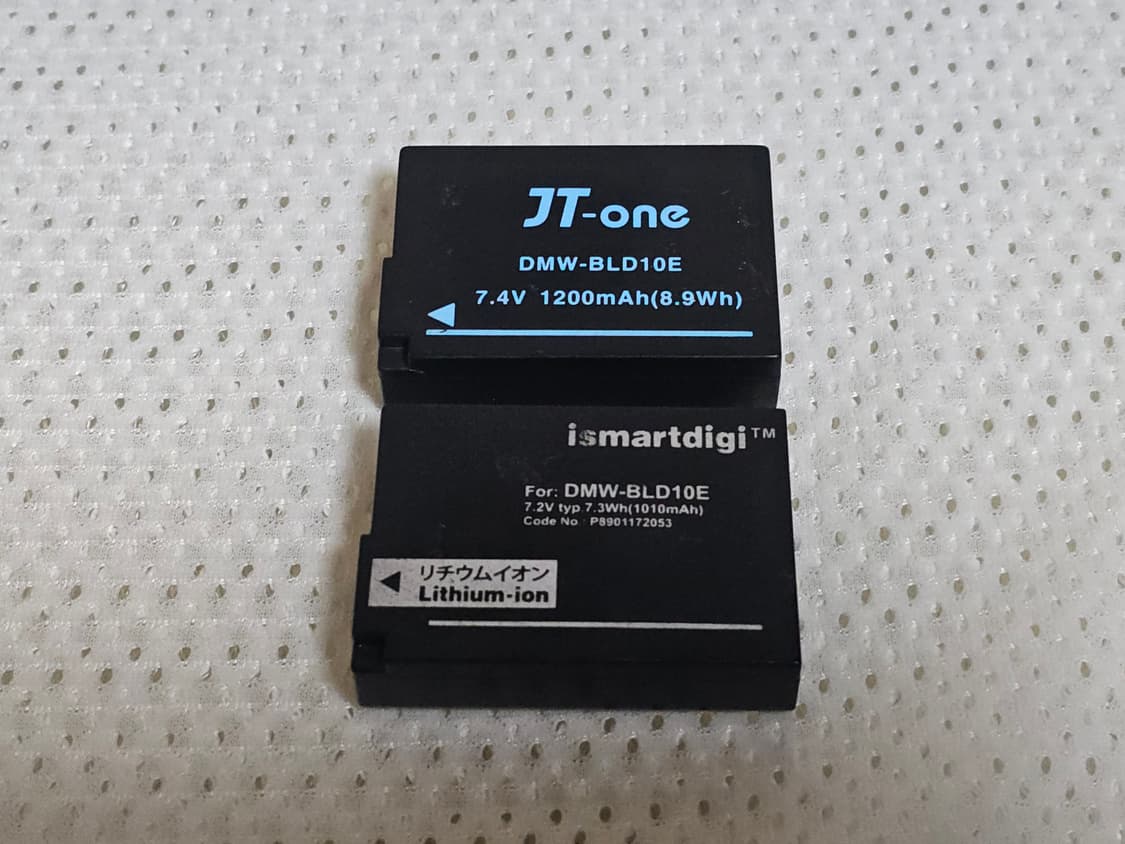 JT-one
DMW-BLD10E
7.4V 1200mAh(8.9Wh)
ismartdigi™
For: DMW-BLD10E
7.2V typ 7.3Wh(1010mAh)
Code No P8901172053
リチウムイオン
Lithium-ion